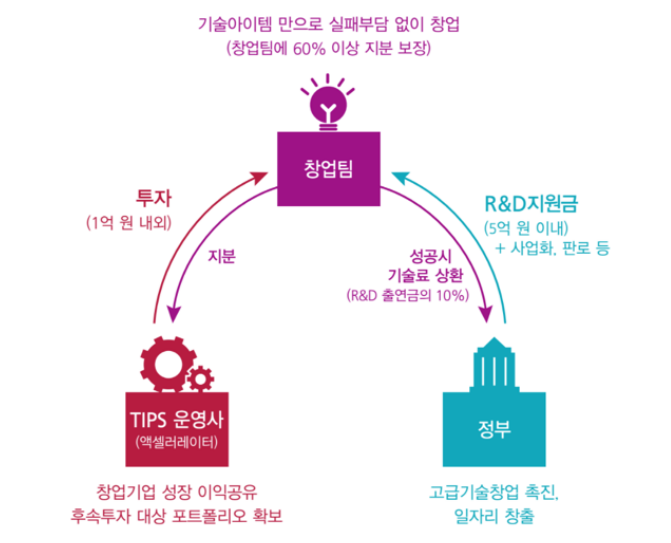 기술아이템 만으로 실패부담 없이 창업
(창업팀에 60% 이상 지분 보장)
창업팀
투자
(1억 원 내외)
지분
R&D지원금
(5억 원 이내)
+ 사업화, 판로 등
성공시
기술료 상환
(R&D 출연금의 10%)
TIPS 운영사
(액셀러레이터)
정부
창업기업 성장 이익공유
후속투자 대상 포트폴리오 확보
고급기술창업 촉진,
일자리 창출